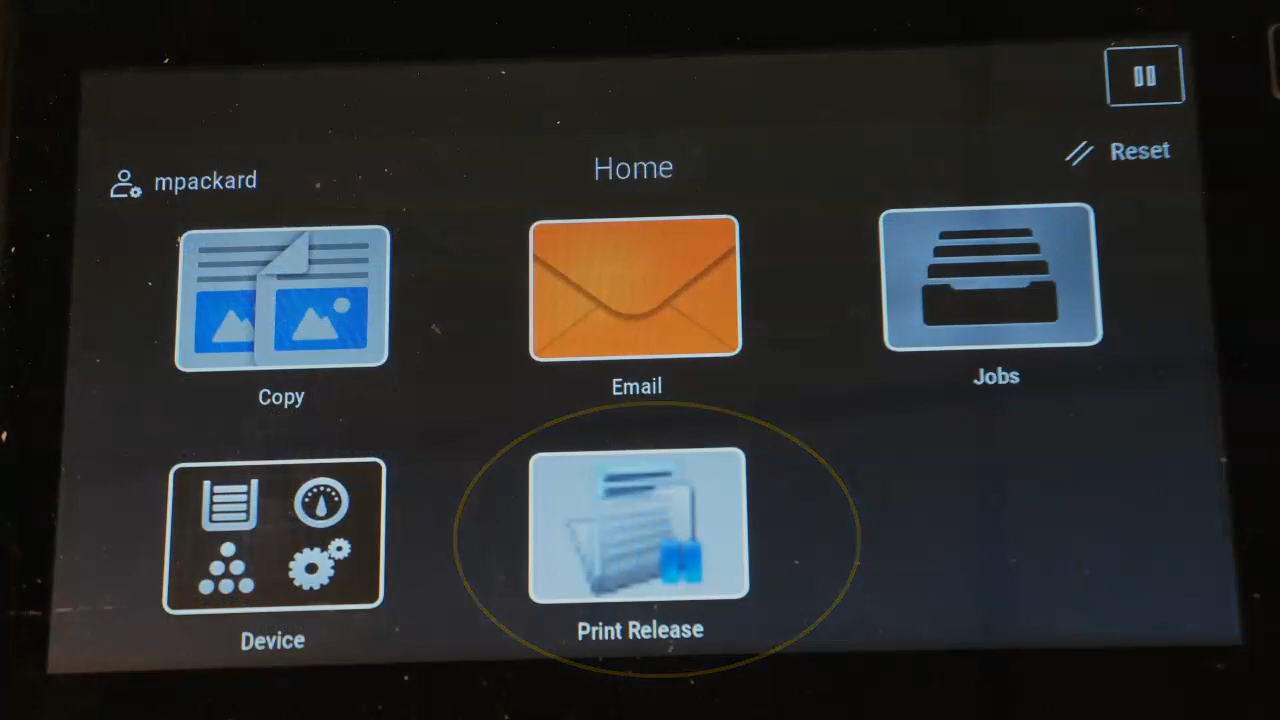 mpackard
Home
Reset
Copy
Email
Jobs
Device
Print Release